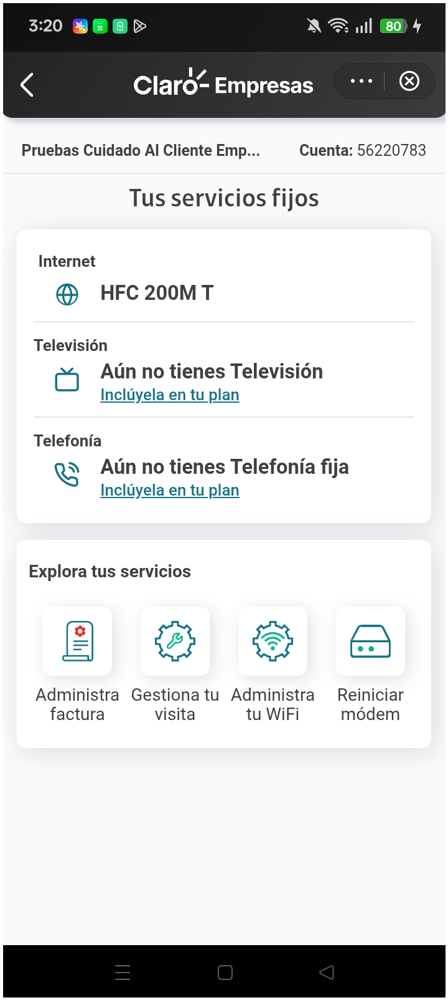 3:20
80
Claro Empresas
Pruebas Cuidado Al Cliente Emp...
Cuenta: 56220783
Tus servicios fijos
Internet
HFC 200M T
Televisión
Aún no tienes Televisión
Inclúyela en tu plan
Telefonía
Aún no tienes Telefonía fija
Inclúyela en tu plan
Explora tus servicios
Administra
factura
Gestiona tu
visita
Administra
tu WiFi
Reiniciar
módem